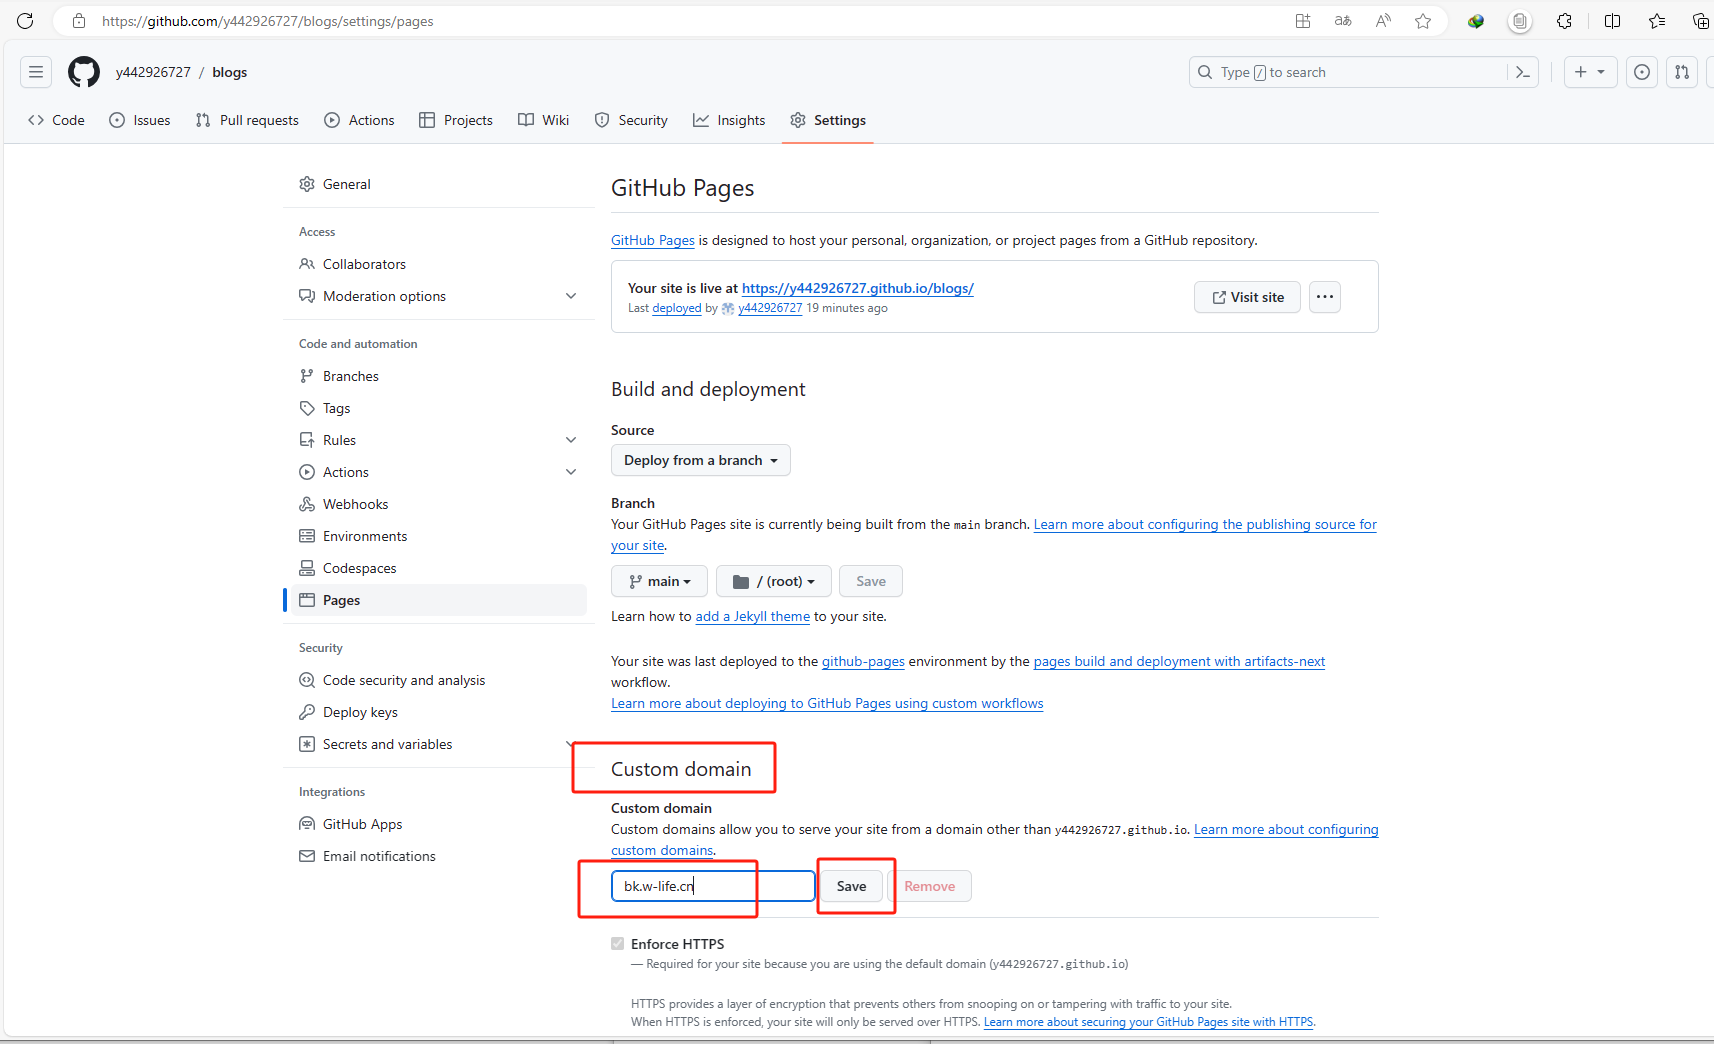 https://github.com/y442926727/blogs/settings/pages
y442926727 / blogs
Type / to search
Code
Issues
Pull requests
Actions
Projects
Wiki
Security
Insights
Settings
General
Access
Collaborators
Moderation options
Code and automation
Branches
Tags
Rules
Actions
Webhooks
Environments
Codespaces
Pages
Security
Code security and analysis
Deploy keys
Secrets and variables
Integrations
GitHub Apps
Email notifications
GitHub Pages
GitHub Pages is designed to host your personal, organization, or project pages from a GitHub repository.
Your site is live at https://y442926727.github.io/blogs/
Last deployed by y442926727 19 minutes ago
Visit site
Build and deployment
Source
Deploy from a branch
Branch
Your GitHub Pages site is currently being built from the main branch. Learn more about configuring the publishing source for
your site.
main
/ (root)
Save
Learn how to add a Jekyll theme to your site.
Your site was last deployed to the github-pages environment by the pages build and deployment with artifacts-next
workflow.
Learn more about deploying to GitHub Pages using custom workflows
Custom domain
Custom domain
Custom domains allow you to serve your site from a domain other than y442926727.github.io. Learn more about configuring
custom domains.
bk.w-life.cn
Save
Remove
Enforce HTTPS
— Required for your site because you are using the default domain (y442926727.github.io)
HTTPS provides a layer of encryption that prevents others from snooping on or tampering with traffic to your site.
When HTTPS is enforced, your site will only be served over HTTPS. Learn more about securing your GitHub Pages site with HTTPS.